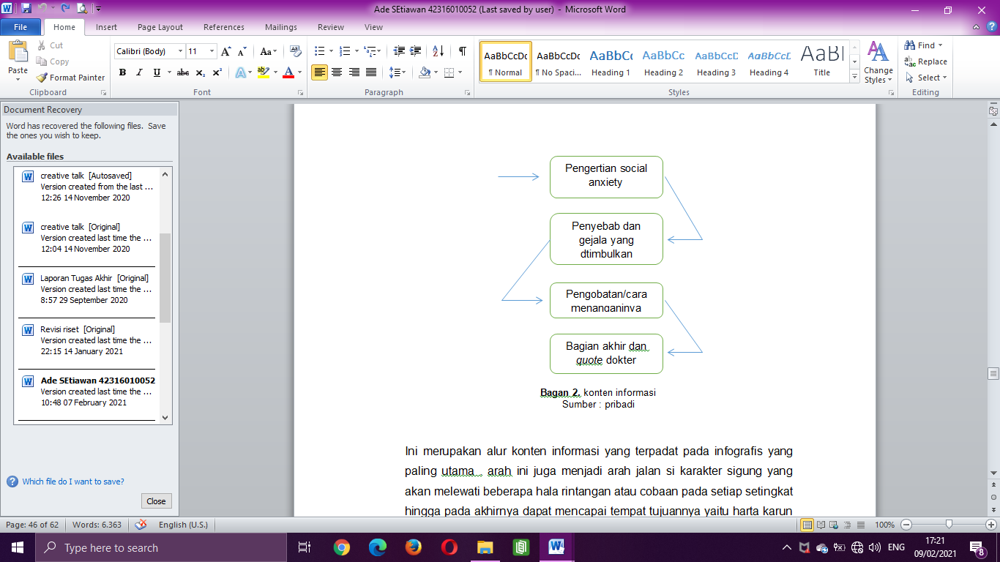 Ade SEtiawan 42316010052 (Last saved by user) - Microsoft Word
File Home Insert Page Layout References Mailings Review View
Paste
Cut
Copy
Format Painter
Clipboard
Calibri (Body) 11
Font
Paragraph
AaBbCcDc AaBbCcDc AaBbCc AaBbCc AaBbCcD AaBbCcD AaBl
¶ Normal ¶ No Spaci... Heading 1 Heading 2 Heading 3 Heading 4 Title
Change Styles
Styles
Find
Replace
Select
Editing
Document Recovery
Word has recovered the following files. Save
the ones you wish to keep.
Available files
creative talk [Autosaved]
Version created from the last ...
12:26 14 November 2020
creative talk [Original]
Version created last time the ...
12:04 14 November 2020
Laporan Tugas Akhir [Original]
Version created last time the ...
8:57 29 September 2020
Revisi riset [Original]
Version created last time the ...
22:15 14 January 2021
Ade SEtiawan 42316010052
Version created last time the ...
10:48 07 February 2021
Which file do I want to save?
Close
Pengertian social
anxiety
Penyebab dan
gejala yang
dtimbulkan
Pengobatan/cara
menanganinya
Bagian akhir dan
quote dokter
Bagan 2. konten informasi
Sumber : pribadi
Ini merupakan alur konten informasi yang terpadat pada infografis yang
paling utama . arah ini juga menjadi arah jalan si karakter sigung yang
akan melewati beberapa hala rintangan atau cobaan pada setiap setingkat
hingga pada akhirnya dapat mencapai tempat tujuannya yaitu harta karun
Page: 46 of 62 Words: 6.363 English (U.S.) 100%
Type here to search
ENG
17:21
09/02/2021
8